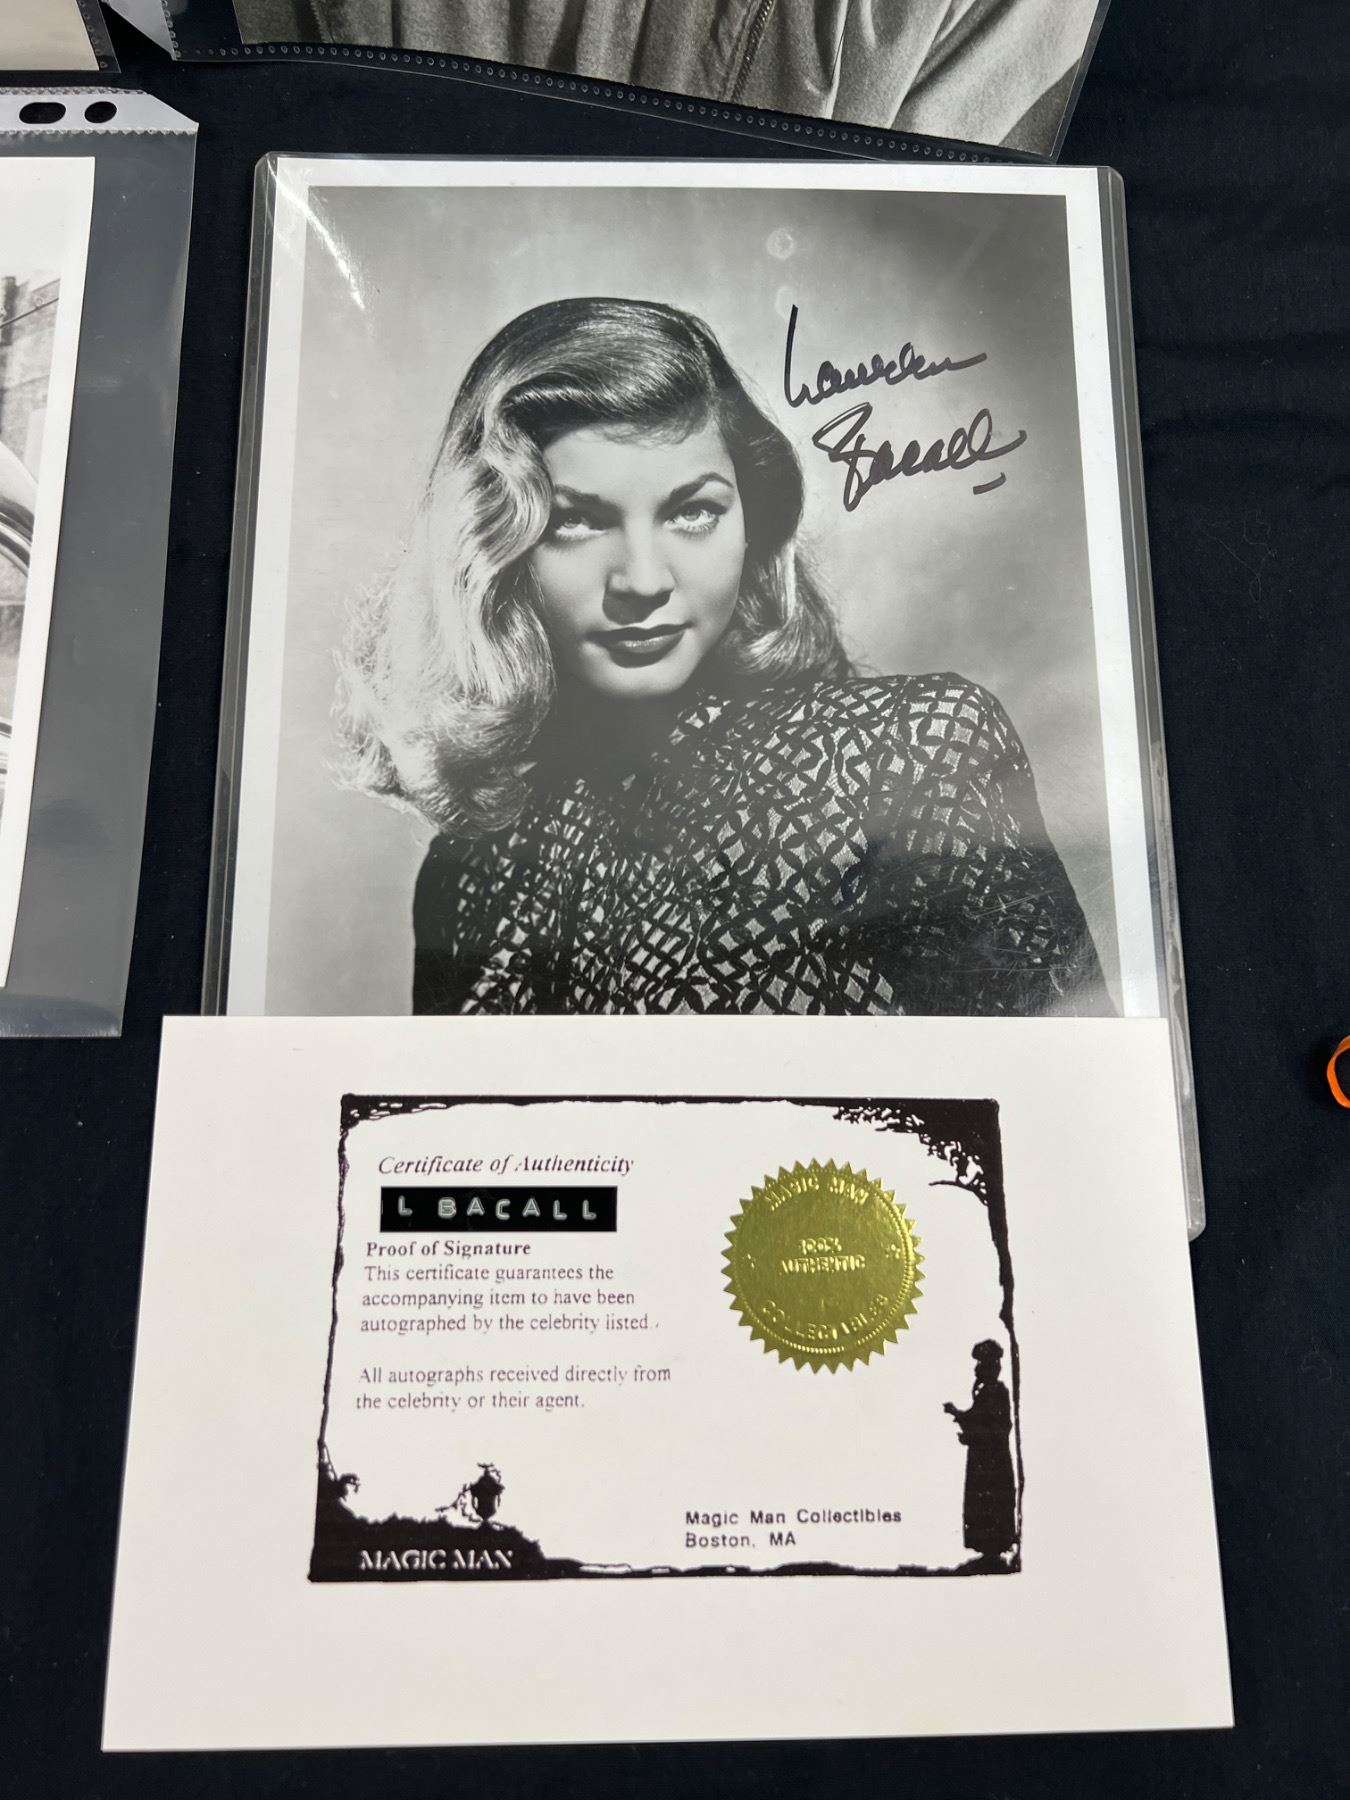 Lauren
Bacall
Certificate of Authenticity
L BACALL
Proof of Signature
This certificate guarantees the
accompanying item to have been
autographed by the celebrity listed.
All autographs received directly from
the celebrity or their agent.
MAGIC MAN
100%
AUTHENTIC
COLLECTIBLES
Magic Man Collectibles
Boston, MA
MAGIC MAN